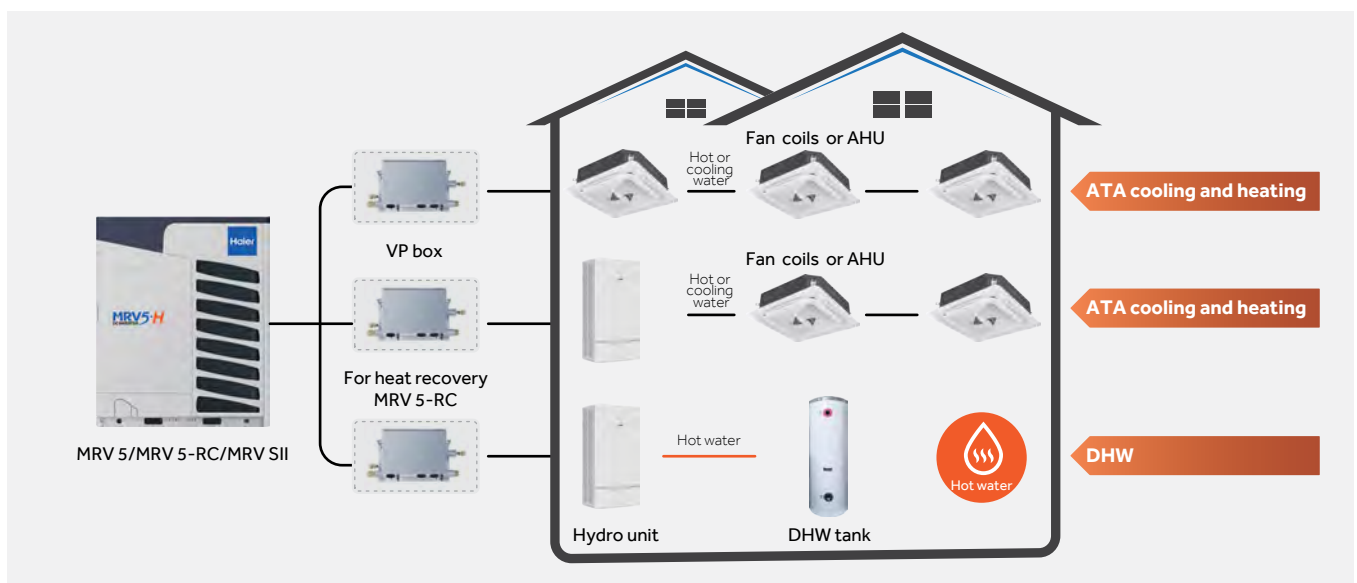 Fan coils or AHU
Hot or
cooling
water
ATA cooling and heating
VP box
Haier
MRV5-H
Fan coils or AHU
Hot or
cooling
water
ATA cooling and heating
For heat recovery
MRV 5-RC
MRV 5/MRV 5-RC/MRV SII
Hot water
DHW
Hot water
Hydro unit
DHW tank